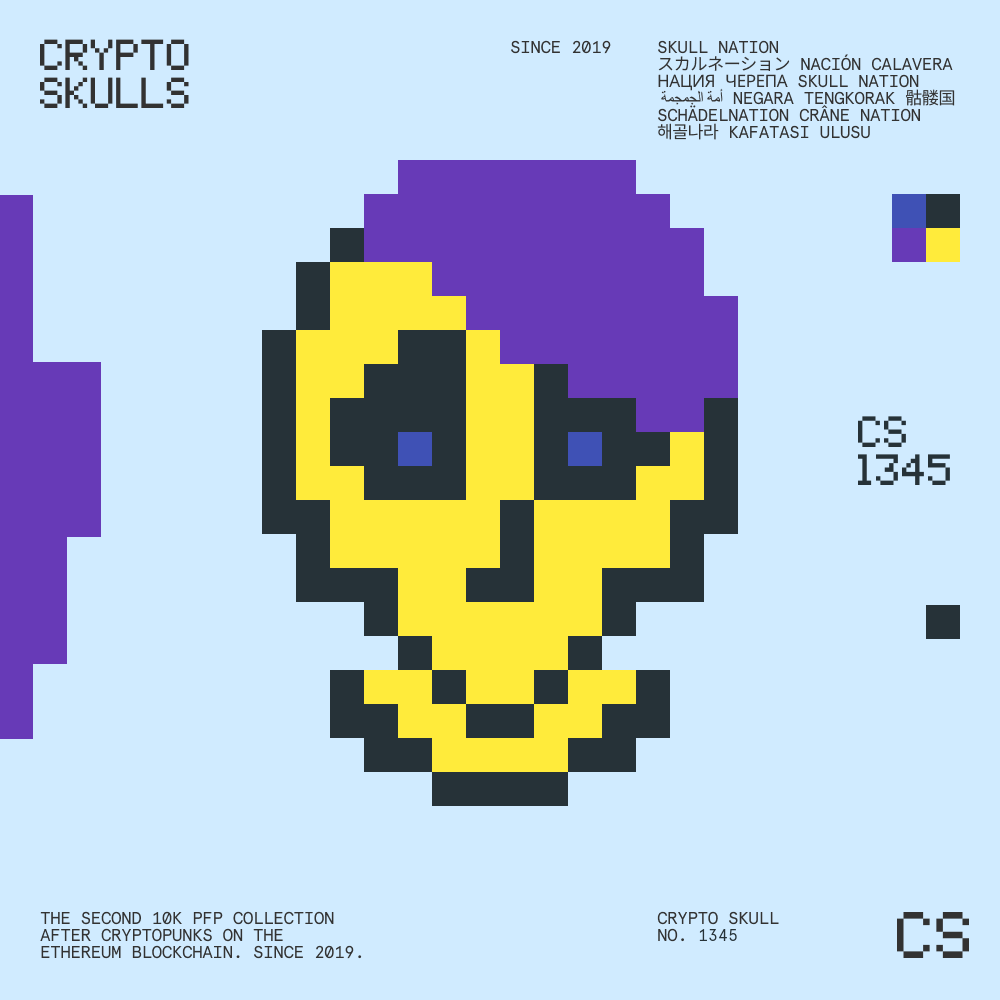 CRYPTO
SKULLS
SINCE 2019
SKULL NATION
スカルネーション NACIÓN CALAVERA
НАЦИЯ ЧЕРЕПА SKULL NATION
أمة الجمجمة NEGARA TENGKORAK 骷髅国
SCHÄDELNATION CRÂNE NATION
해골나라 KAFATASI ULUSU
CS
1345
THE SECOND 10K PFP COLLECTION
AFTER CRYPTOPUNKS ON THE
ETHEREUM BLOCKCHAIN. SINCE 2019.
CRYPTO SKULL
NO. 1345
CS